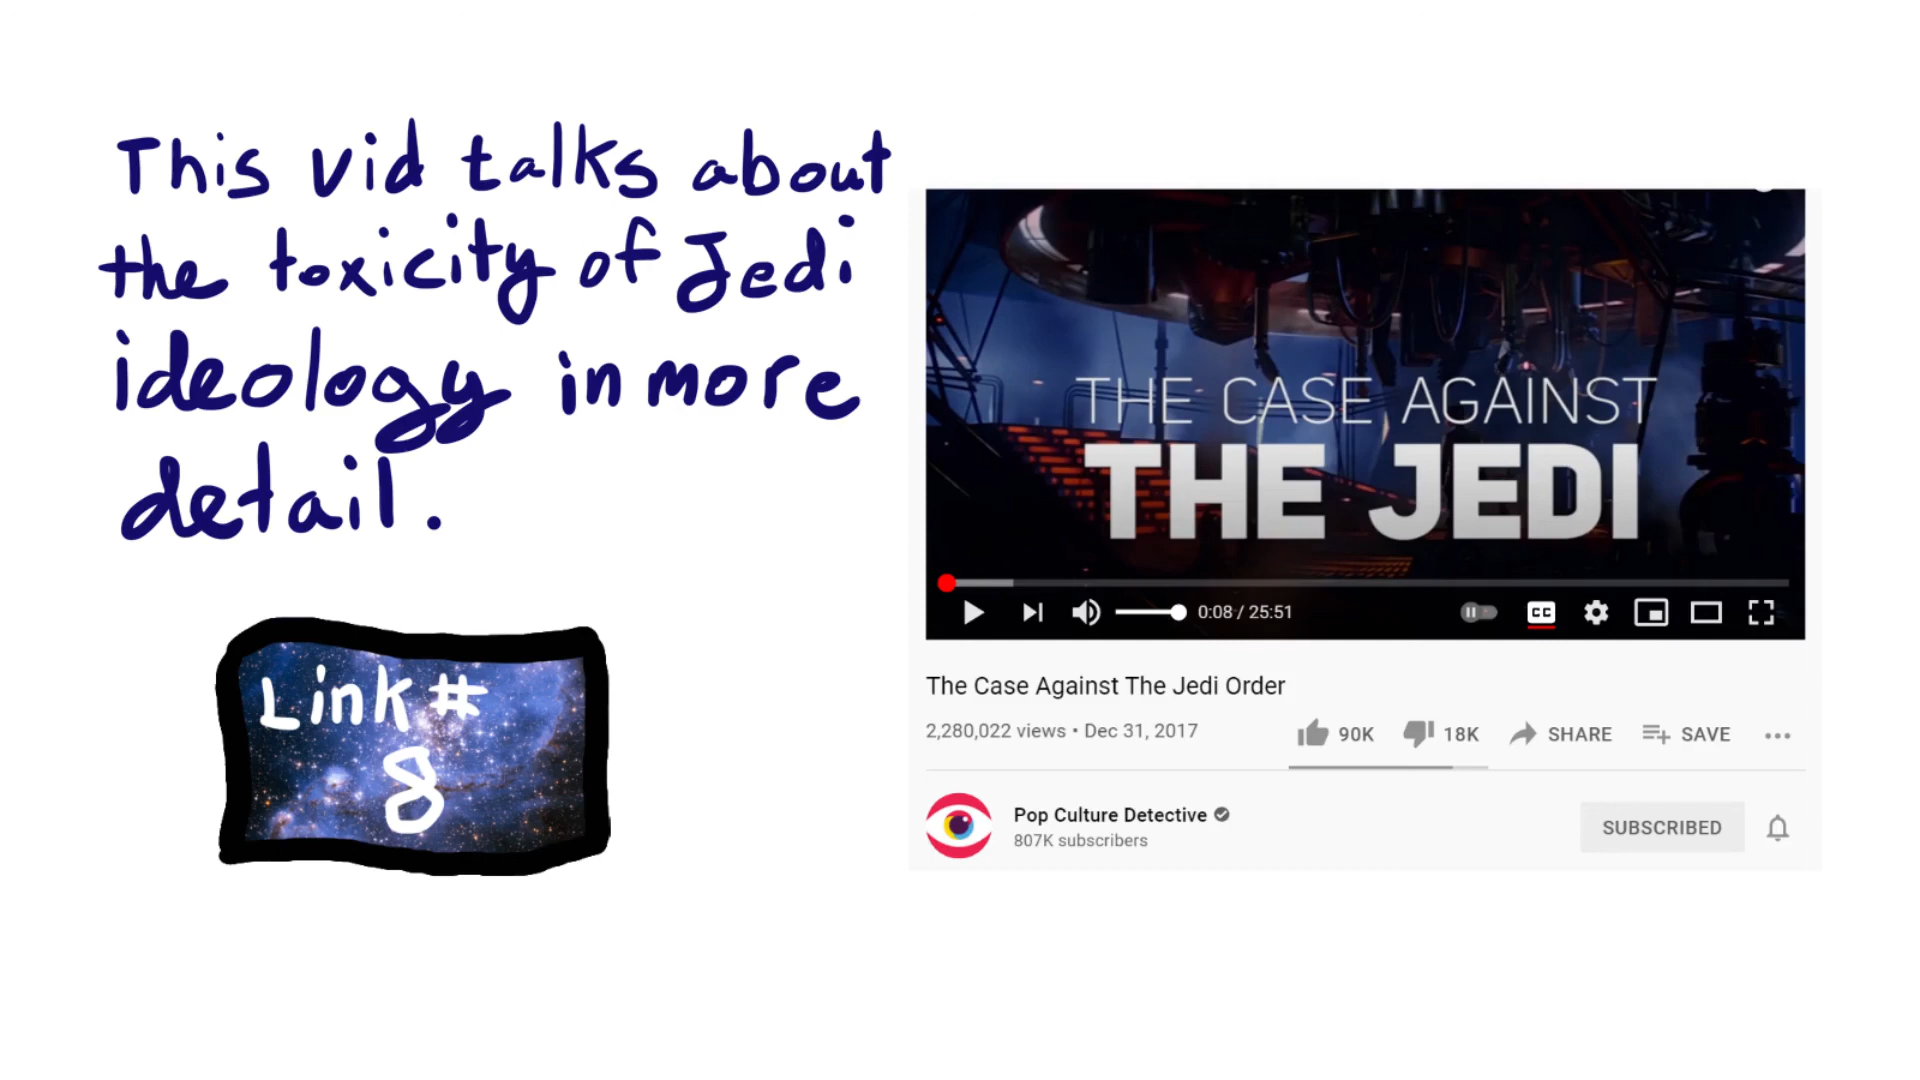 This vid talks about
the toxicity of Jedi
ideology in more
detail.
Link #
8
THE CASE AGAINST
THE JEDI
0:08 / 25:51
CC
The Case Against The Jedi Order
2,280,022 views • Dec 31, 2017
90K
18K
SHARE
SAVE
Pop Culture Detective
807K subscribers
SUBSCRIBED